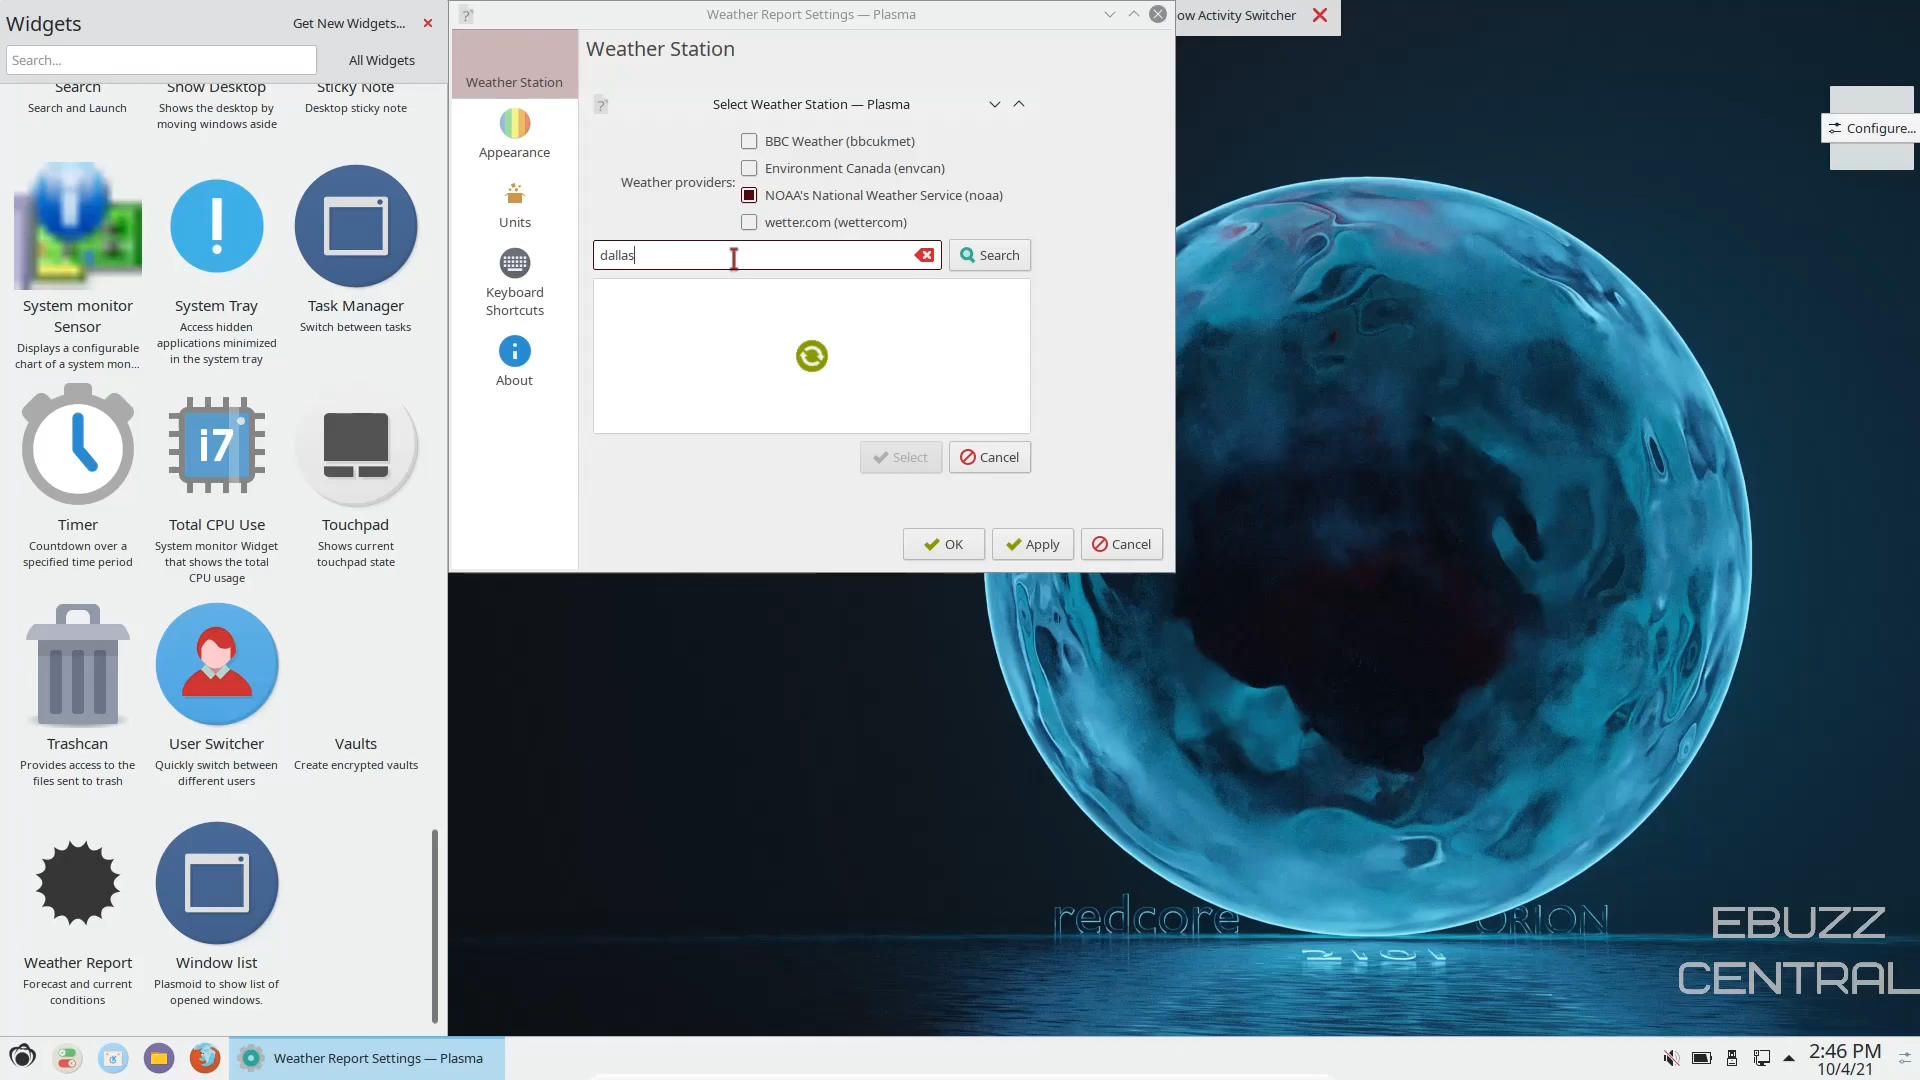 Widgets
Get New Widgets...
Search...
All Widgets
Search
Search and Launch
Show Desktop
Shows the desktop by
moving windows aside
Sticky Note
Desktop sticky note
System monitor
Sensor
Displays a configurable
chart of a system mon...
System Tray
Access hidden
applications minimized
in the system tray
Task Manager
Switch between tasks
Timer
Countdown over a
specified time period
i7
Total CPU Use
System monitor Widget
that shows the total
CPU usage
Touchpad
Shows current
touchpad state
Trashcan
Provides access to the
files sent to trash
User Switcher
Quickly switch between
different users
Vaults
Create encrypted vaults
Weather Report
Forecast and current
conditions
Window list
Plasmoid to show list of
opened windows.
Weather Report Settings — Plasma
Weather Station
Appearance
Units
Keyboard
Shortcuts
About
Weather Station
Select Weather Station — Plasma
Weather providers:
BBC Weather (bbcukmet)
Environment Canada (envcan)
NOAA's National Weather Service (noaa)
wetter.com (wettercom)
dallas
Search
Select
Cancel
OK
Apply
Cancel
ow Activity Switcher
Configure...
redcore
ORION
2101
EBUZZ
CENTRAL
Weather Report Settings — Plasma
2:46 PM
10/4/21